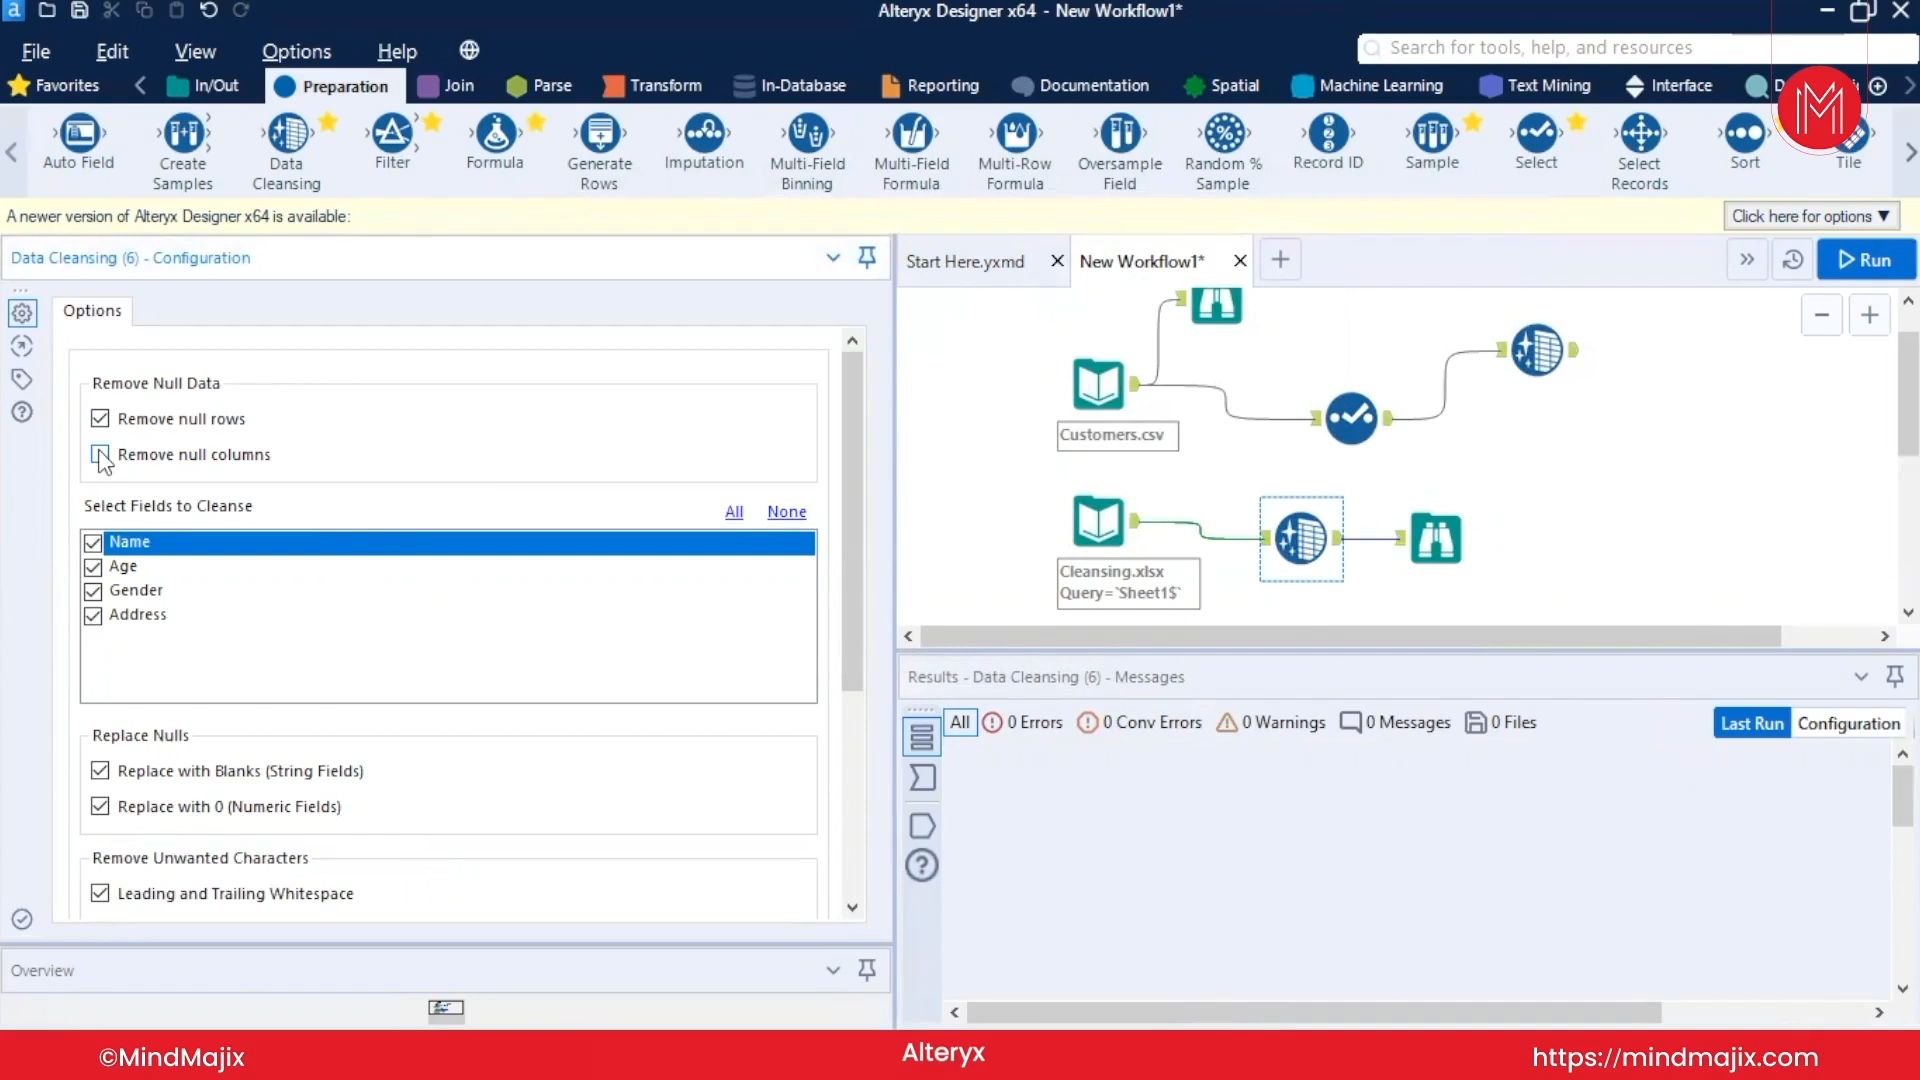 a
Alteryx Designer x64 - New Workflow1*
File
Edit
View
Options
Help
Search for tools, help, and resources
Favorites
In/Out
Preparation
Join
Parse
Transform
In-Database
Reporting
Documentation
Spatial
Machine Learning
Text Mining
Interface
Auto Field
Create
Samples
Data
Cleansing
Filter
Formula
Generate
Rows
Imputation
Multi-Field
Binning
Multi-Field
Formula
Multi-Row
Formula
Oversample
Field
Random %
Sample
Record ID
Sample
Select
Select
Records
Sort
Tile
M
A newer version of Alteryx Designer x64 is available:
Click here for options ▼
Data Cleansing (6) - Configuration
Options
Remove Null Data
Remove null rows
Remove null columns
Select Fields to Cleanse
All
None
Name
Age
Gender
Address
Replace Nulls
Replace with Blanks (String Fields)
Replace with 0 (Numeric Fields)
Remove Unwanted Characters
Leading and Trailing Whitespace
Overview
Start Here.yxmd
New Workflow1*
Run
Customers.csv
Cleansing.xlsx
Query=`Sheet1$`
Results - Data Cleansing (6) - Messages
All
0 Errors
0 Conv Errors
0 Warnings
0 Messages
0 Files
Last Run
Configuration
©MindMajix
Alteryx
https://mindmajix.com